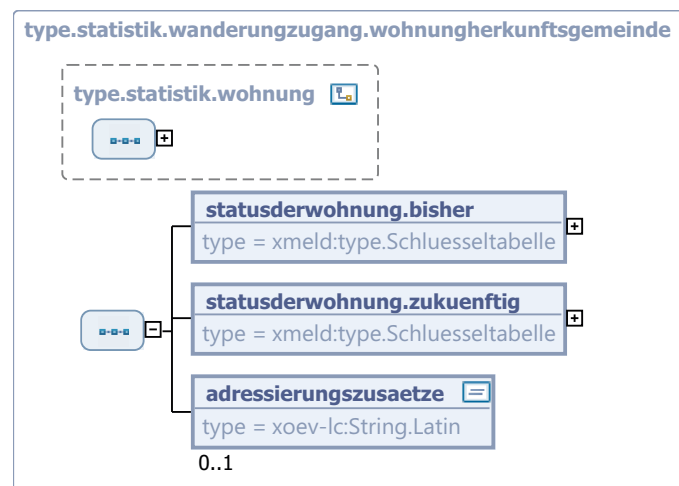 type.statistik.wanderungzugang.wohnungherkunftsgemeinde
type.statistik.wohnung
statusderwohnung.bisher
type = xmeld:type.Schluesseltabelle
statusderwohnung.zukuenftig
type = xmeld:type.Schluesseltabelle
adressierungszusaetze
type = xoev-lc:String.Latin
0..1